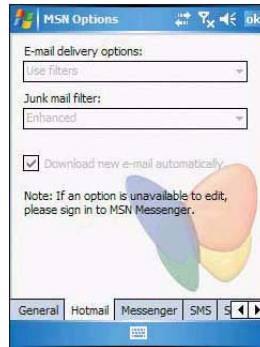 MSN Options
ok
E-mail delivery options:
Use filters
Junk mail filter:
Enhanced
Download new e-mail automatically
Note: If an option is unavailable to edit,
please sign in to MSN Messenger.
General Hotmail Messenger SMS S